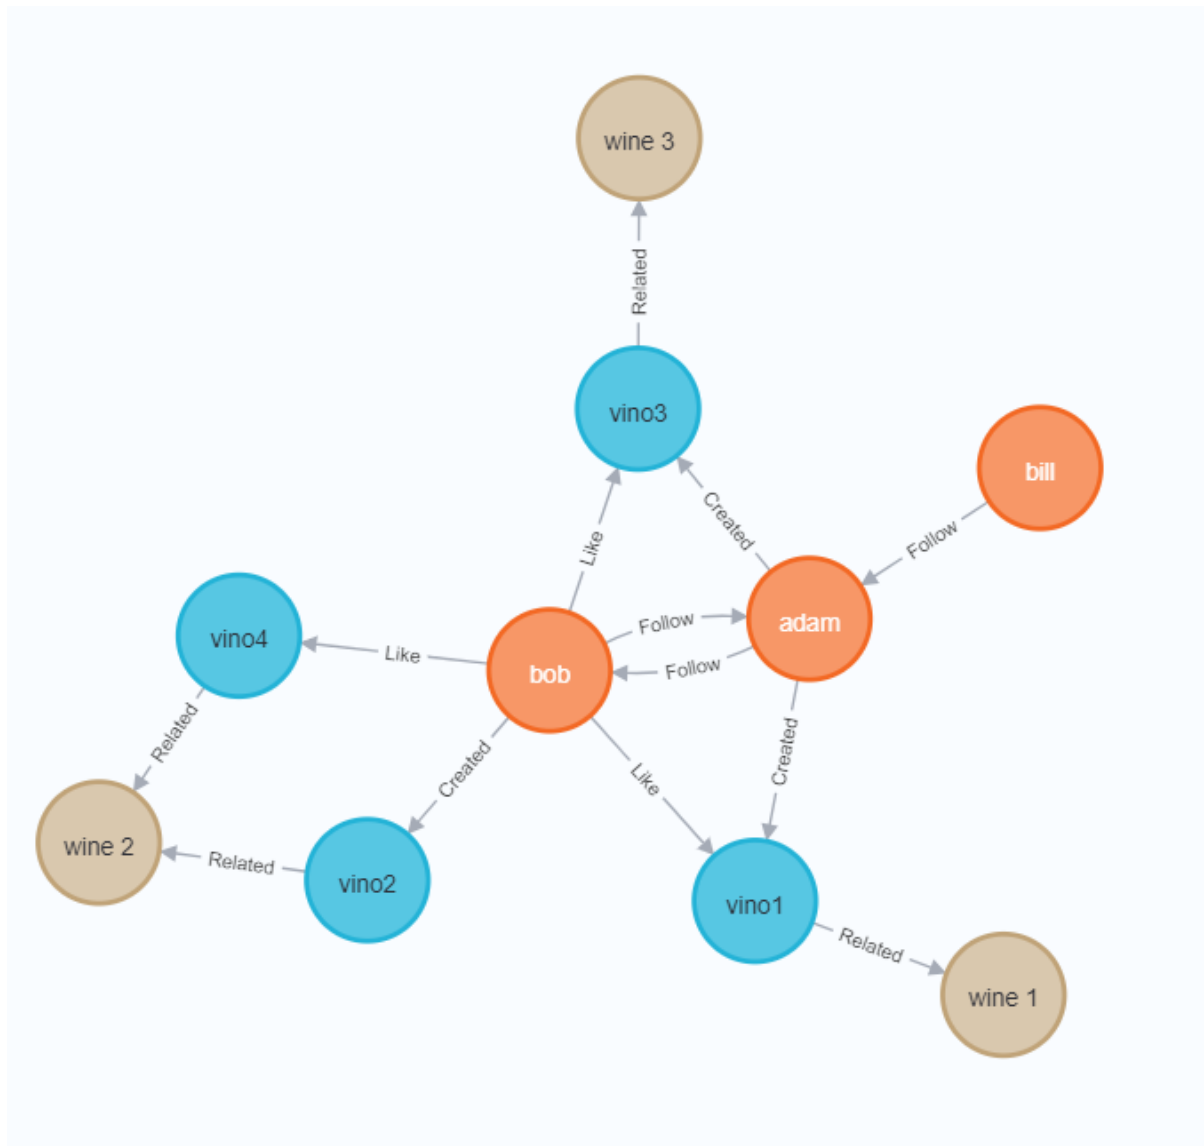 wine 3
Related
vino3
bill
Created
Follow
Like
adam
Follow
vino4
Like
Follow
bob
Related
Created
Like
Created
wine 2
Related
vino2
vino1
Related
wine 1